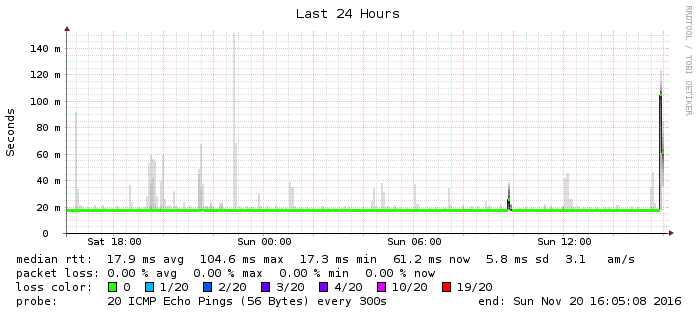 Last 24 Hours
RRDTOOL / TOBI OETIKER
Seconds
140 m
120 m
100 m
80 m
60 m
40 m
20 m
0
Sat 18:00 Sun 00:00 Sun 06:00 Sun 12:00
median rtt: 17.9 ms avg 104.6 ms max 17.3 ms min 61.2 ms now 5.8 ms sd 3.1 am/s
packet loss: 0.00 % avg 0.00 % max 0.00 % min 0.00 % now
loss color: 0 1/20 2/20 3/20 4/20 10/20 19/20
probe: 20 ICMP Echo Pings (56 Bytes) every 300s end: Sun Nov 20 16:05:08 2016